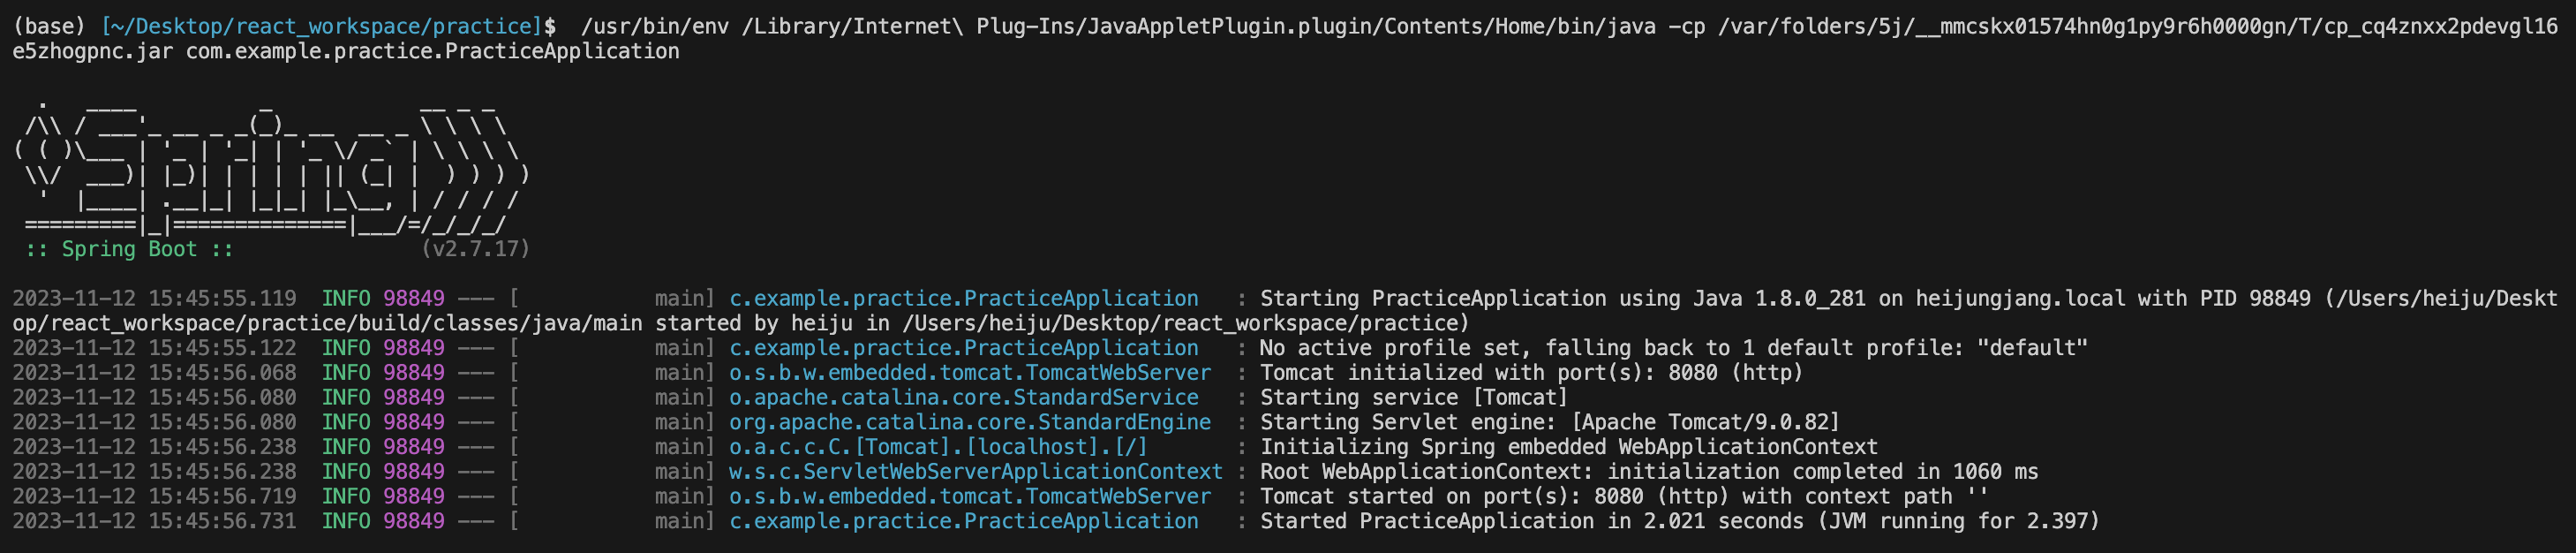 (base) [~/Desktop/react_workspace/practice]$  /usr/bin/env /Library/Internet\ Plug-Ins/JavaAppletPlugin.plugin/Contents/Home/bin/java -cp /var/folders/5j/__mmcskx01574hn0g1py9r6h0000gn/T/cp_cq4znxx2pdevgl16
e5zhogpnc.jar com.example.practice.PracticeApplication

  .   ____          _            __ _ _
 /\\ / ___'_ __ _ _(_)_ __  __ _ \ \ \ \
( ( )\___ | '_ | '_| | '_ \/ _` | \ \ \ \
 \\/  ___)| |_)| | | | | || (_| |  ) ) ) )
  '  |____| .__|_| |_|_| |_\__, | / / / /
 =========|_|==============|___/=/_/_/_/
 :: Spring Boot ::               (v2.7.17)

2023-11-12 15:45:55.119  INFO 98849 --- [           main] c.example.practice.PracticeApplication   : Starting PracticeApplication using Java 1.8.0_281 on heijungjang.local with PID 98849 (/Users/heiju/Deskt
op/react_workspace/practice/build/classes/java/main started by heiju in /Users/heiju/Desktop/react_workspace/practice)
2023-11-12 15:45:55.122  INFO 98849 --- [           main] c.example.practice.PracticeApplication   : No active profile set, falling back to 1 default profile: "default"
2023-11-12 15:45:56.068  INFO 98849 --- [           main] o.s.b.w.embedded.tomcat.TomcatWebServer  : Tomcat initialized with port(s): 8080 (http)
2023-11-12 15:45:56.080  INFO 98849 --- [           main] o.apache.catalina.core.StandardService   : Starting service [Tomcat]
2023-11-12 15:45:56.080  INFO 98849 --- [           main] org.apache.catalina.core.StandardEngine  : Starting Servlet engine: [Apache Tomcat/9.0.82]
2023-11-12 15:45:56.238  INFO 98849 --- [           main] o.a.c.c.C.[Tomcat].[localhost].[/]       : Initializing Spring embedded WebApplicationContext
2023-11-12 15:45:56.238  INFO 98849 --- [           main] w.s.c.ServletWebServerApplicationContext : Root WebApplicationContext: initialization completed in 1060 ms
2023-11-12 15:45:56.719  INFO 98849 --- [           main] o.s.b.w.embedded.tomcat.TomcatWebServer  : Tomcat started on port(s): 8080 (http) with context path ''
2023-11-12 15:45:56.731  INFO 98849 --- [           main] c.example.practice.PracticeApplication   : Started PracticeApplication in 2.021 seconds (JVM running for 2.397)